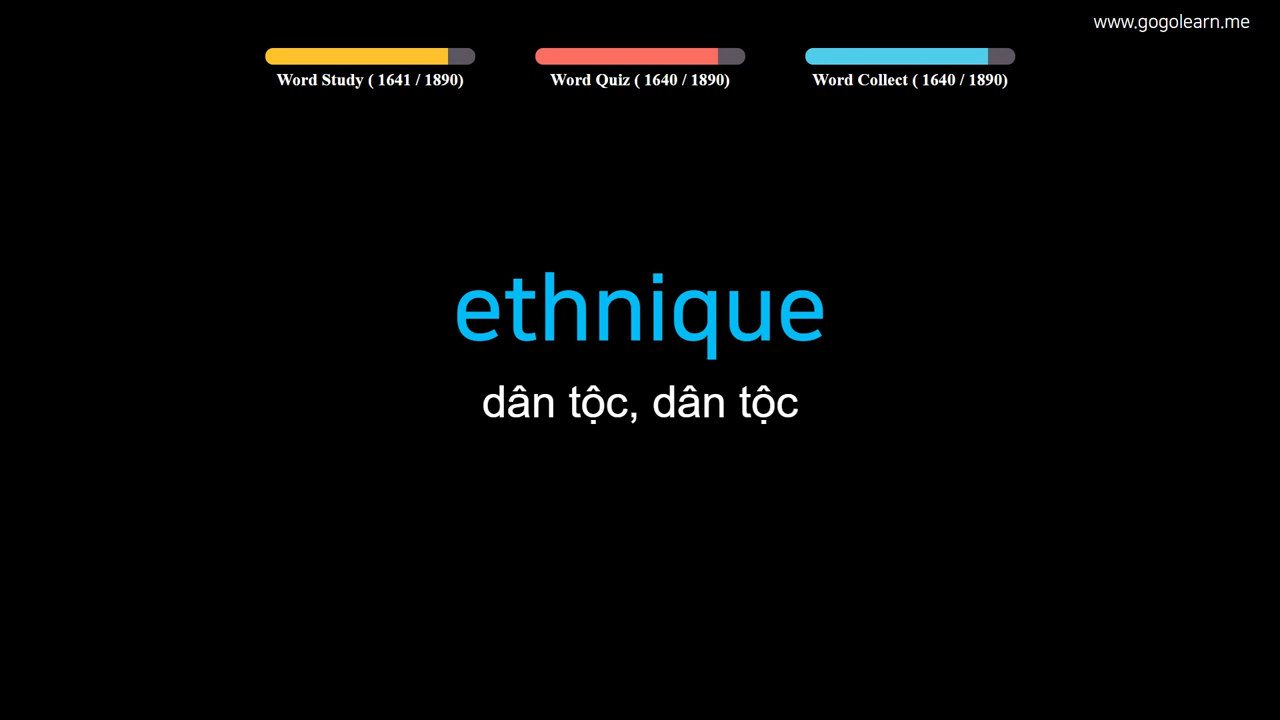 www.gogolearn.me
Word Study ( 1641 / 1890)
Word Quiz ( 1640 / 1890)
Word Collect ( 1640 / 1890)
ethnique
dân tộc, dân tộc